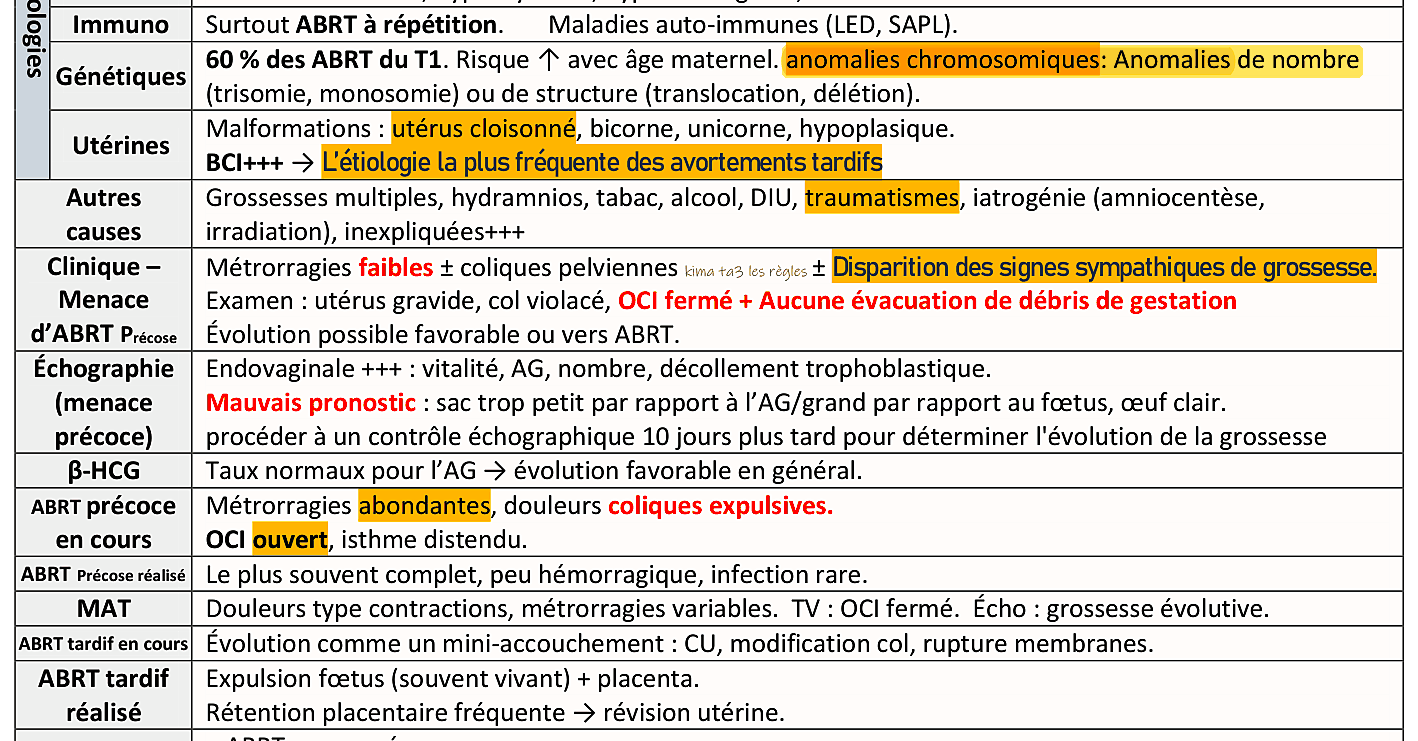 ologies
Immuno Surtout ABRT à répétition. Maladies auto-immunes (LED, SAPL).
Génétiques 60 % des ABRT du T1. Risque ↑ avec âge maternel. anomalies chromosomiques: Anomalies de nombre
(trisomie, monosomie) ou de structure (translocation, délétion).
Utérines Malformations : utérus cloisonné, bicorne, unicorne, hypoplasique.
BCI+++ → L'étiologie la plus fréquente des avortements tardifs
Autres causes Grossesses multiples, hydramnios, tabac, alcool, DIU, traumatismes, iatrogénie (amniocentèse,
irradiation), inexpliquées+++
Clinique – Menace d’ABRT Précose Métrorragies faibles ± coliques pelviennes kima ta3 les règles ± Disparition des signes sympathiques de grossesse.
Examen : utérus gravide, col violacé, OCI fermé + Aucune évacuation de débris de gestation
Évolution possible favorable ou vers ABRT.
Échographie (menace précoce) Endovaginale +++ : vitalité, AG, nombre, décollement trophoblastique.
Mauvais pronostic : sac trop petit par rapport à l’AG/grand par rapport au fœtus, œuf clair.
procéder à un contrôle échographique 10 jours plus tard pour déterminer l'évolution de la grossesse
β-HCG Taux normaux pour l’AG → évolution favorable en général.
ABRT précoce en cours Métrorragies abondantes, douleurs coliques expulsives.
OCI ouvert, isthme distendu.
ABRT Précose réalisé Le plus souvent complet, peu hémorragique, infection rare.
MAT Douleurs type contractions, métrorragies variables. TV : OCI fermé. Écho : grossesse évolutive.
ABRT tardif en cours Évolution comme un mini-accouchement : CU, modification col, rupture membranes.
ABRT tardif réalisé Expulsion fœtus (souvent vivant) + placenta.
Rétention placentaire fréquente → révision utérine.